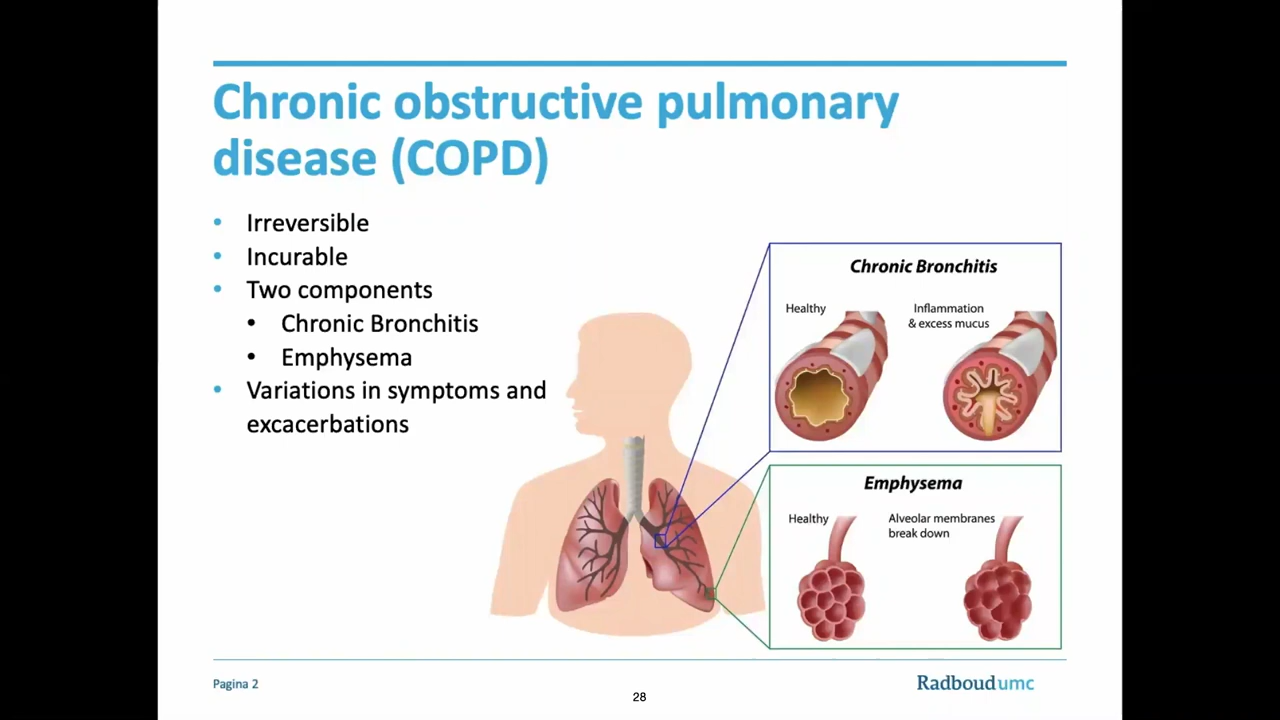 Chronic obstructive pulmonary
disease (COPD)
• Irreversible
• Incurable
• Two components
• Chronic Bronchitis
• Emphysema
• Variations in symptoms and
excacerbations
Chronic Bronchitis
Healthy
Inflammation
& excess mucus
Emphysema
Healthy
Alveolar membranes
break down
Pagina 2
28
Radboudumc